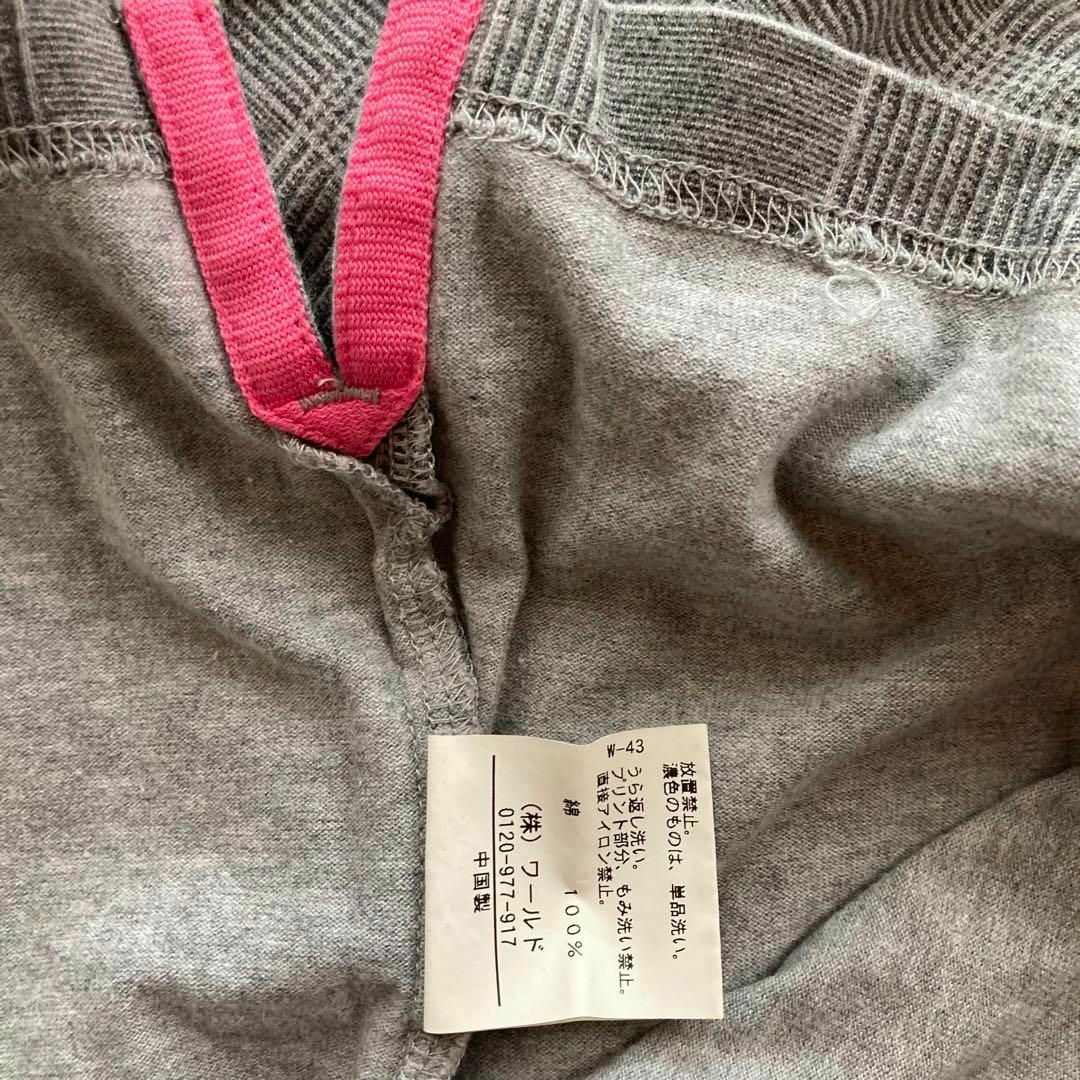 放置禁止。
濃色のものは、単品洗い。
W-43
うら返し洗い。
プリント部分、もみ洗い禁止。
直接アイロン禁止。
綿 100%
(株) ワールド
0120-977-917
中国製